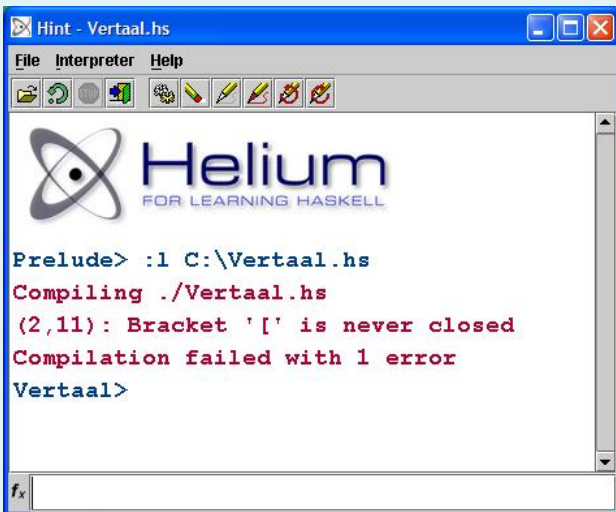 Hint - Vertaal.hs
File Interpreter Help
Helium
FOR LEARNING HASKELL
Prelude> :l C:\Vertaal.hs
Compiling ./Vertaal.hs
(2,11): Bracket '[' is never closed
Compilation failed with 1 error
Vertaal>
fx